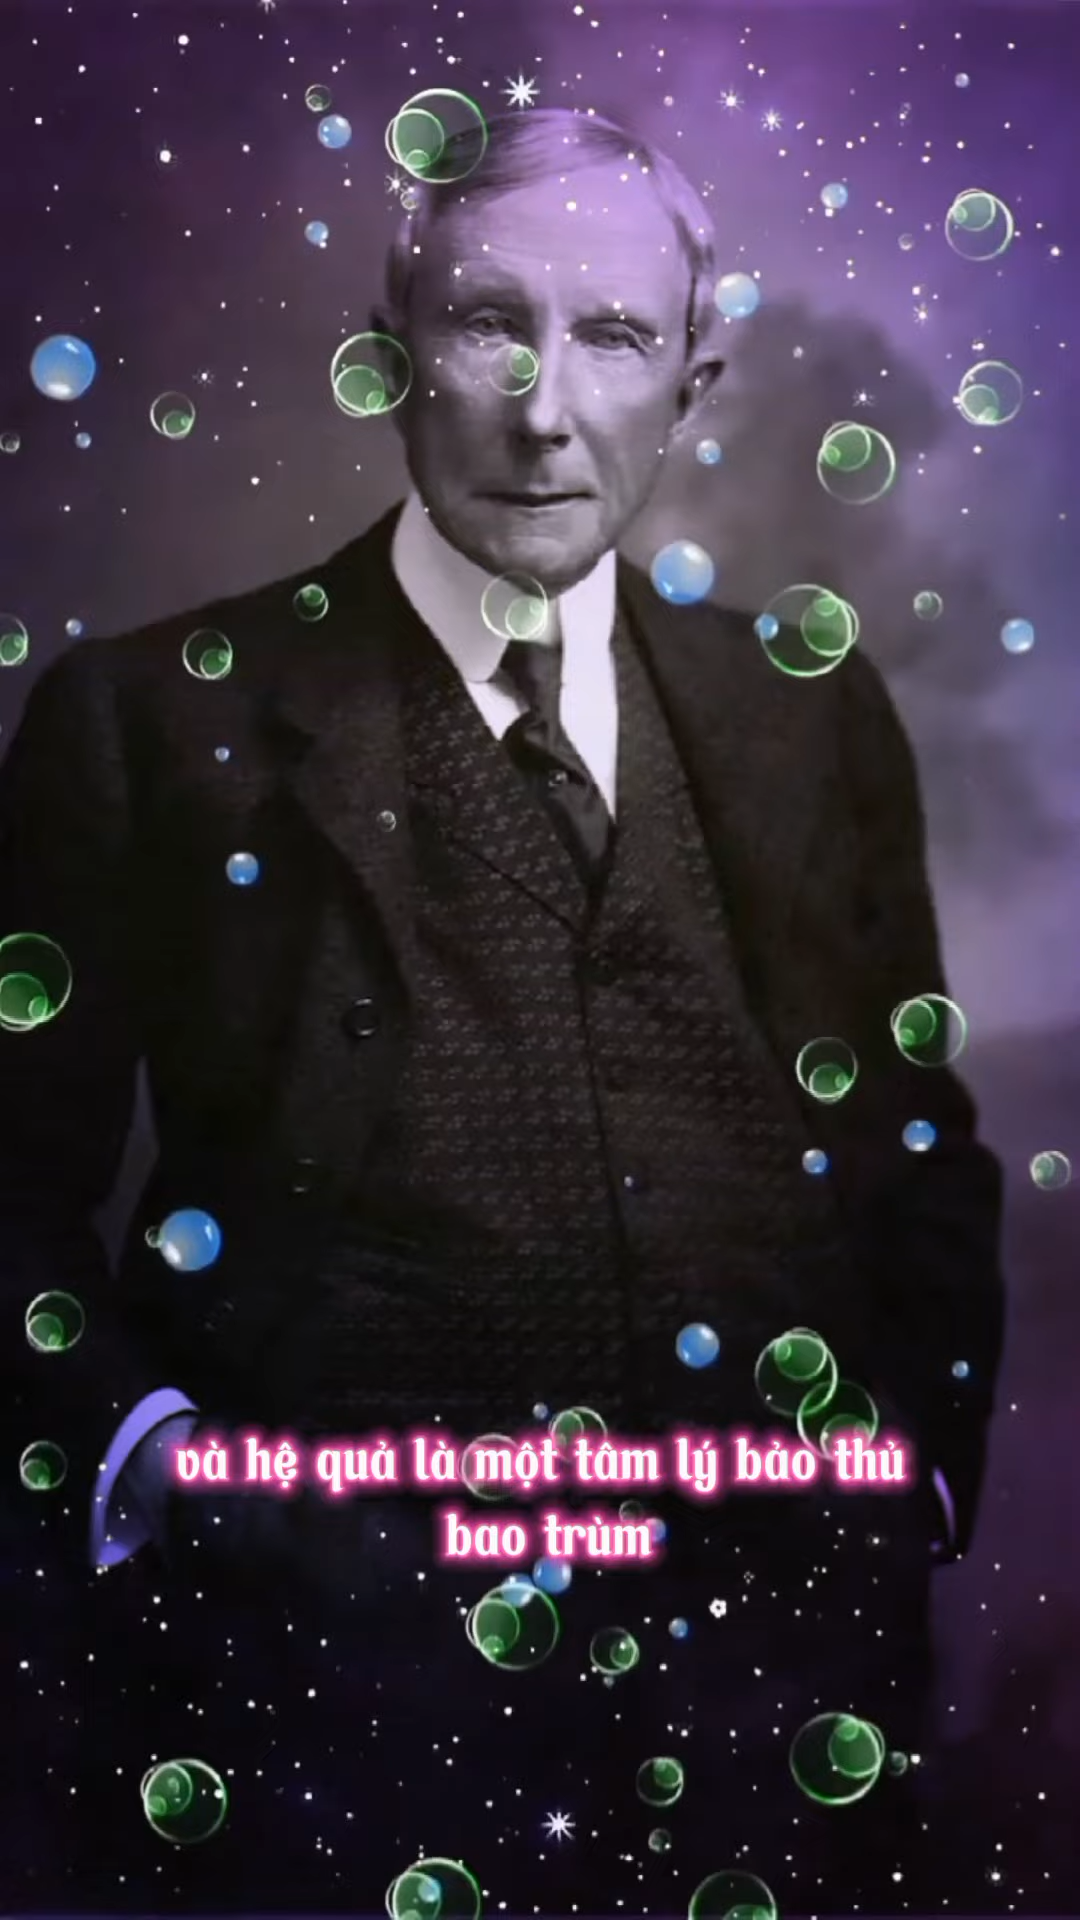 và hệ quả là một tâm lý bảo thủ
bao trùm